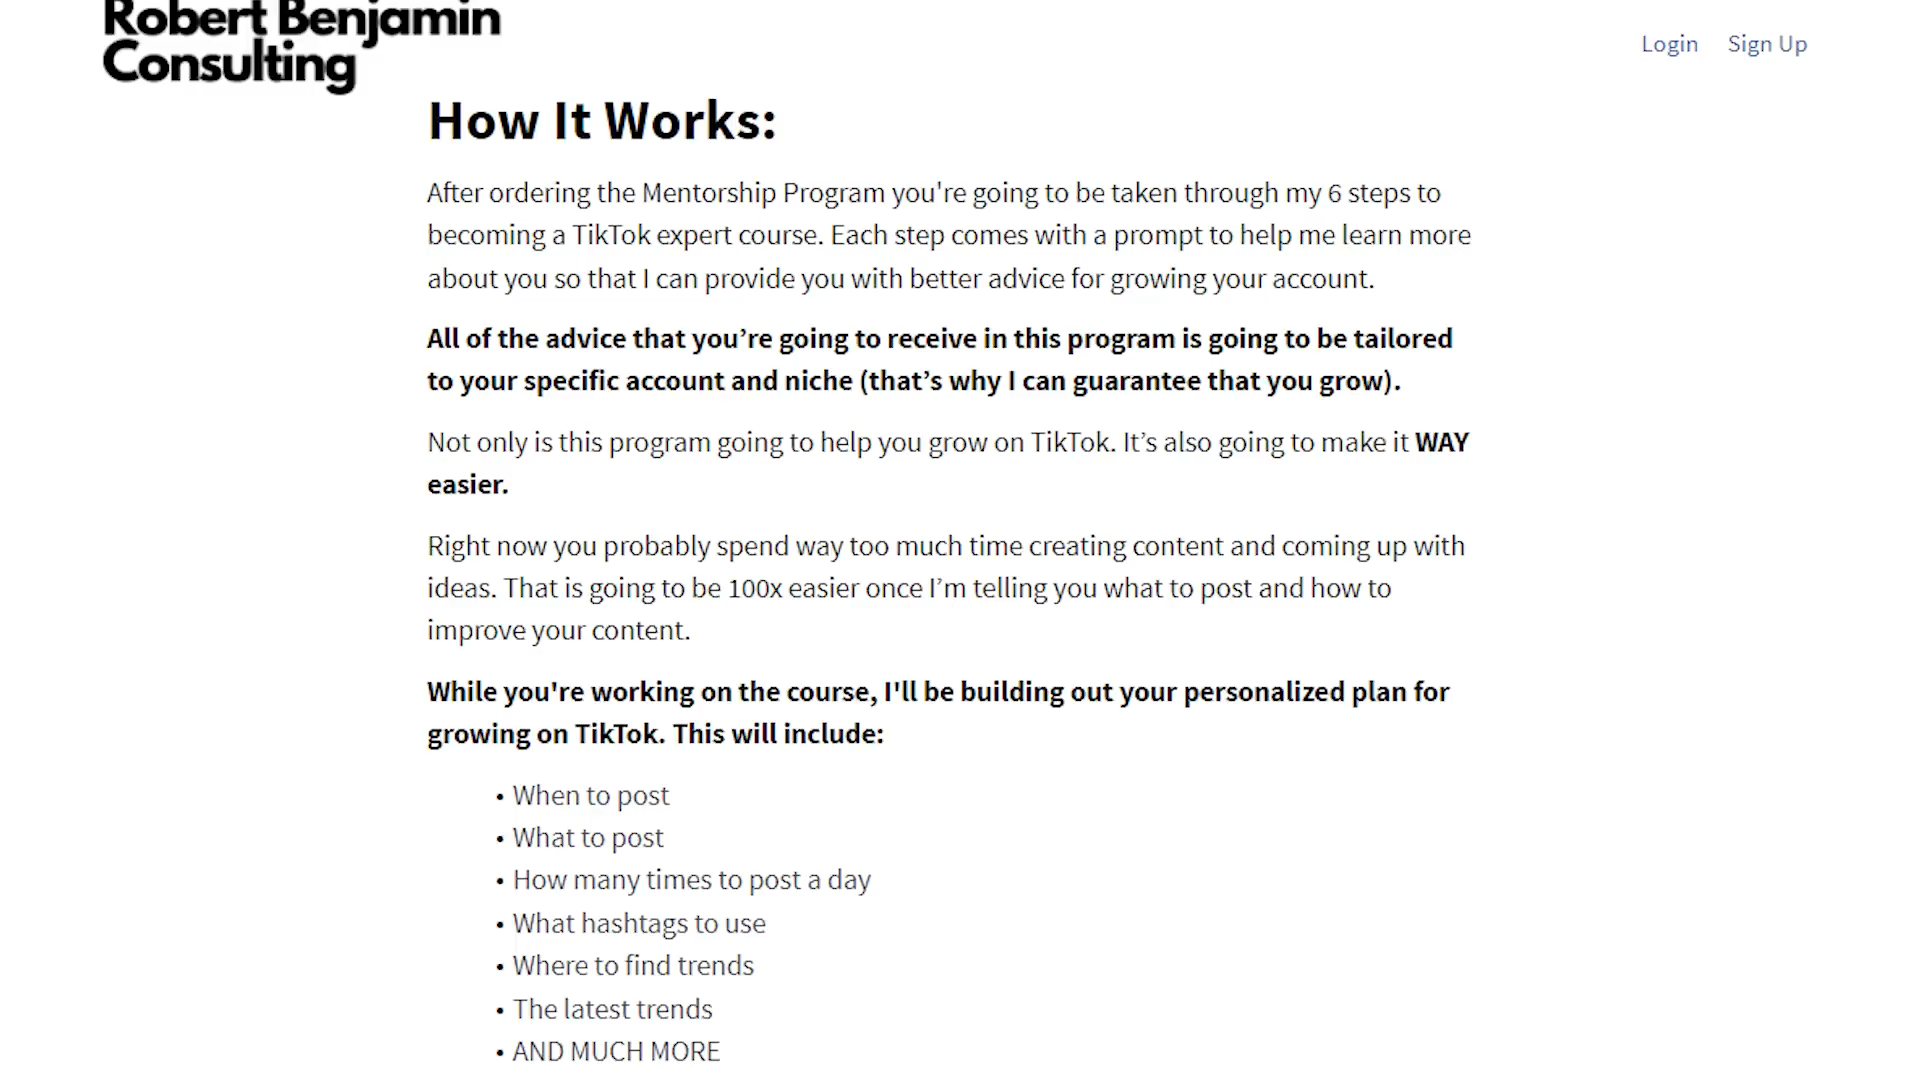 Robert Benjamin
Consulting
Login Sign Up
How It Works:
After ordering the Mentorship Program you're going to be taken through my 6 steps to
becoming a TikTok expert course. Each step comes with a prompt to help me learn more
about you so that I can provide you with better advice for growing your account.
All of the advice that you’re going to receive in this program is going to be tailored
to your specific account and niche (that’s why I can guarantee that you grow).
Not only is this program going to help you grow on TikTok. It’s also going to make it WAY
easier.
Right now you probably spend way too much time creating content and coming up with
ideas. That is going to be 100x easier once I’m telling you what to post and how to
improve your content.
While you're working on the course, I'll be building out your personalized plan for
growing on TikTok. This will include:
• When to post
• What to post
• How many times to post a day
• What hashtags to use
• Where to find trends
• The latest trends
• AND MUCH MORE